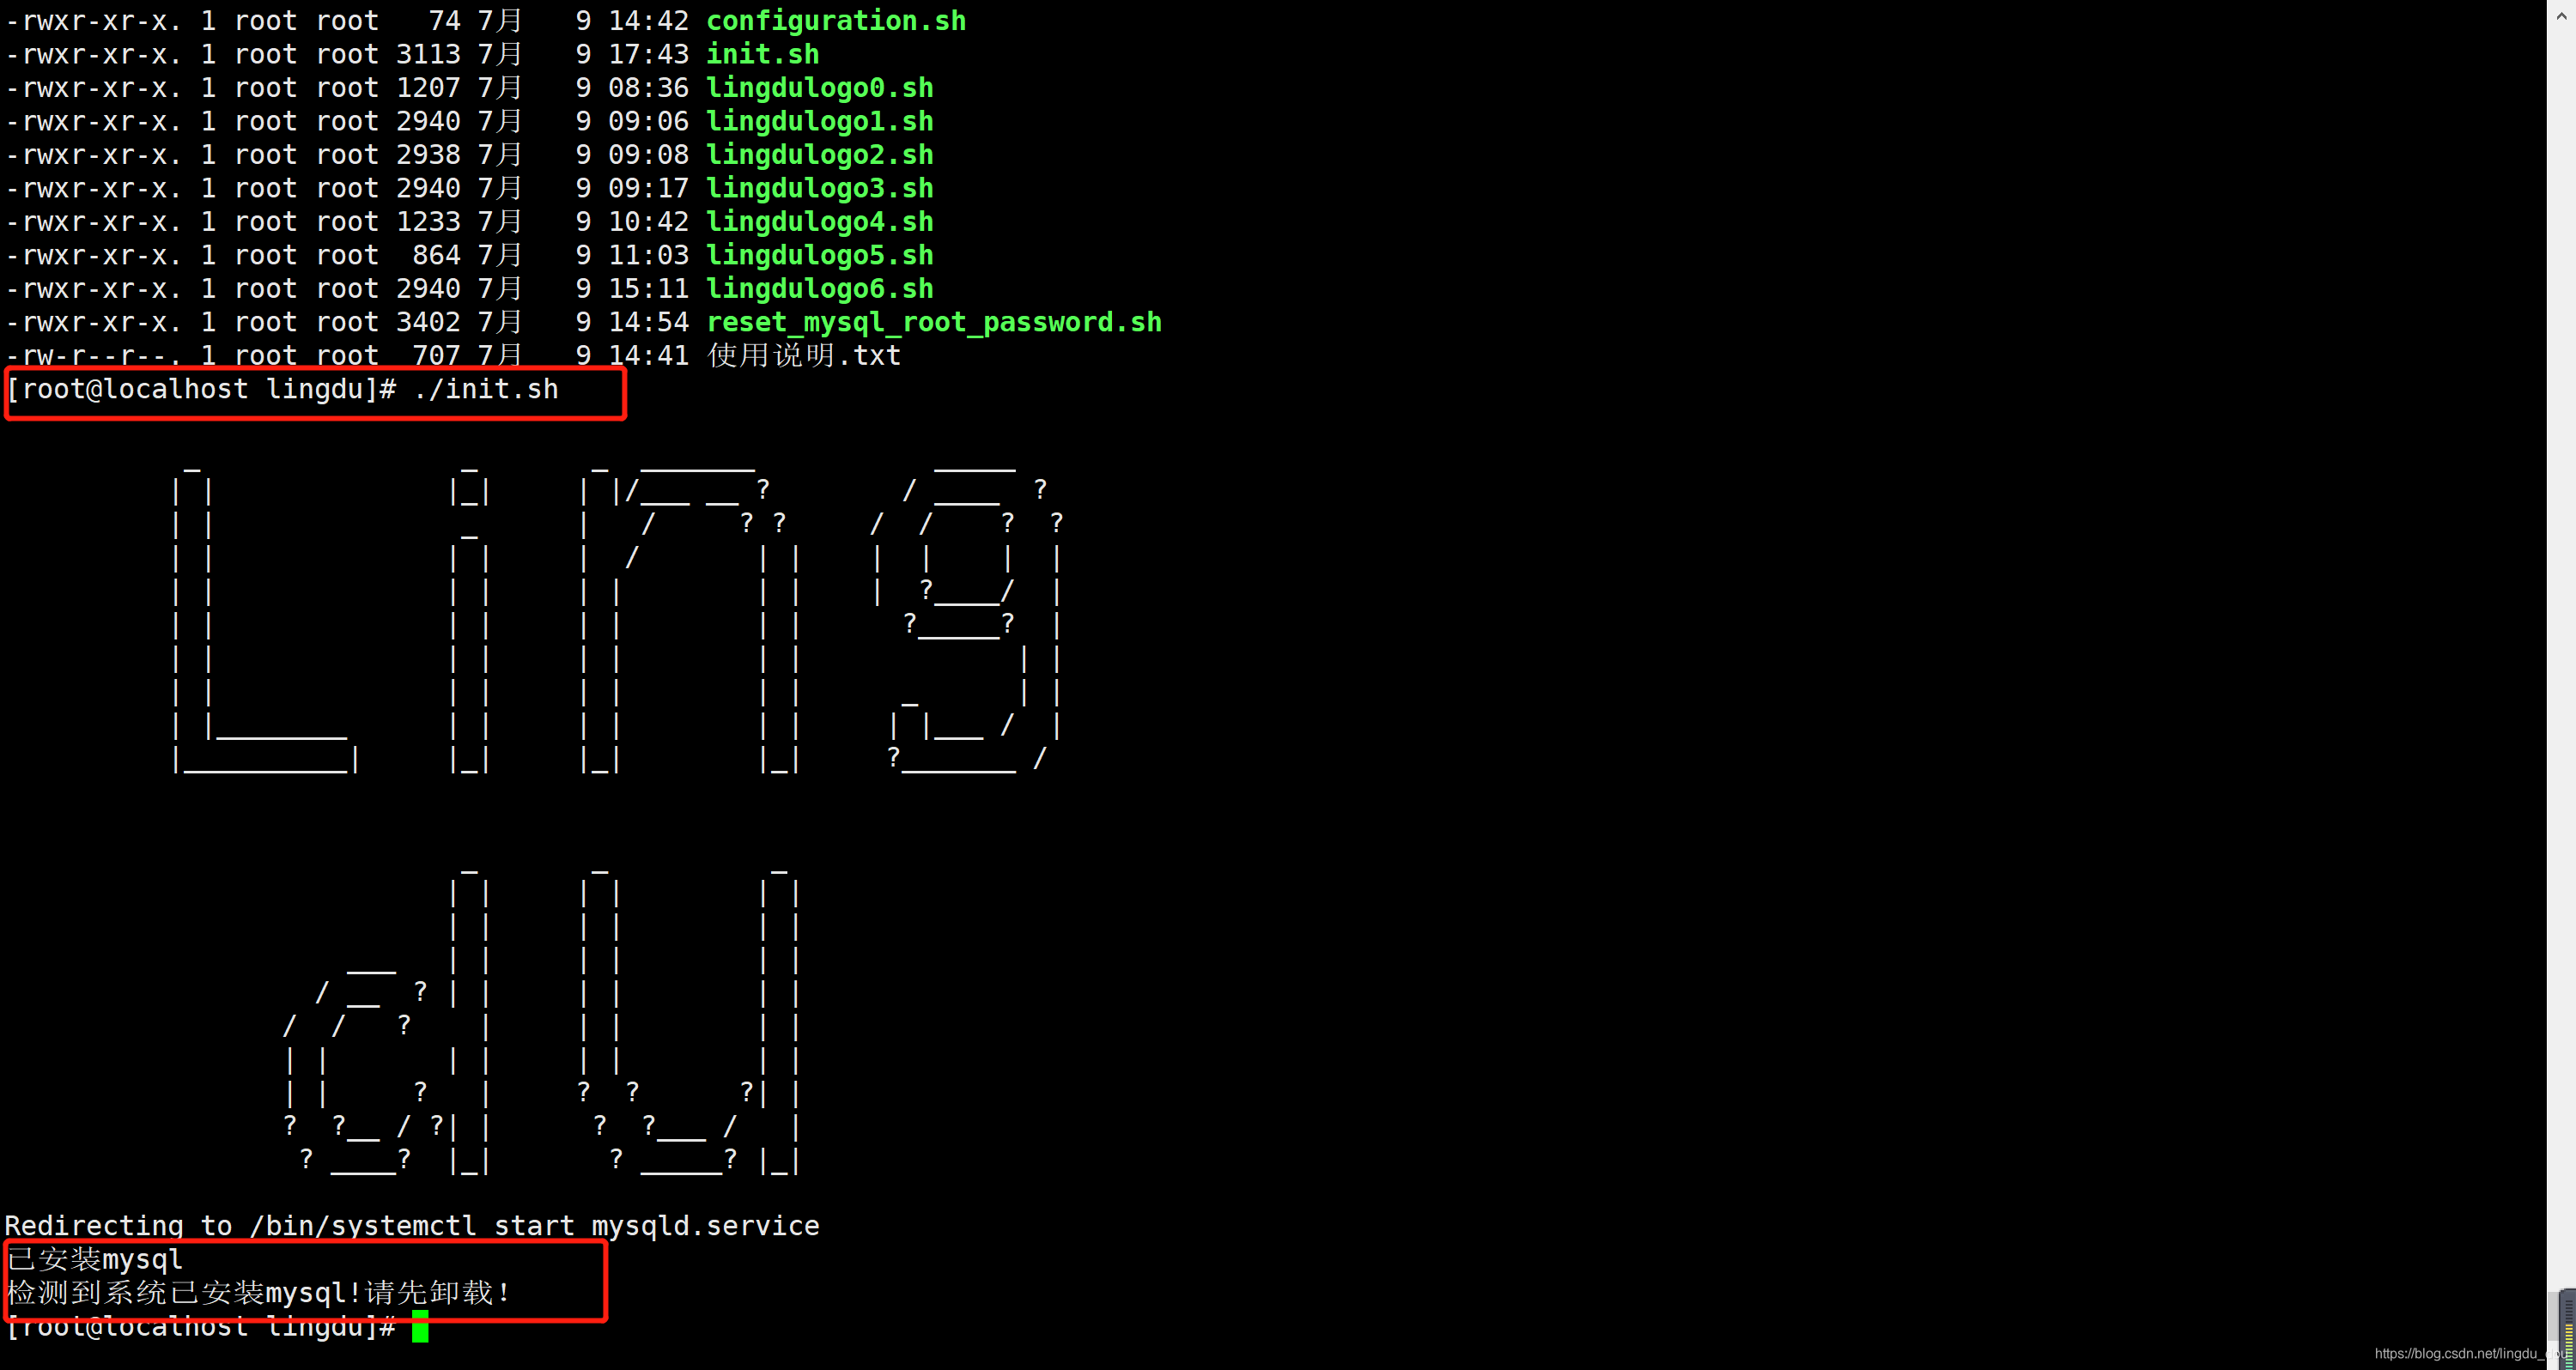 -rwxr-xr-x. 1 root root   74 7月   9 14:42 configuration.sh
-rwxr-xr-x. 1 root root 3113 7月   9 17:43 init.sh
-rwxr-xr-x. 1 root root 1207 7月   9 08:36 lingdulogo0.sh
-rwxr-xr-x. 1 root root 2940 7月   9 09:06 lingdulogo1.sh
-rwxr-xr-x. 1 root root 2938 7月   9 09:08 lingdulogo2.sh
-rwxr-xr-x. 1 root root 2940 7月   9 09:17 lingdulogo3.sh
-rwxr-xr-x. 1 root root 1233 7月   9 10:42 lingdulogo4.sh
-rwxr-xr-x. 1 root root  864 7月   9 11:03 lingdulogo5.sh
-rwxr-xr-x. 1 root root 2940 7月   9 15:11 lingdulogo6.sh
-rwxr-xr-x. 1 root root 3402 7月   9 14:54 reset_mysql_root_password.sh
-rw-r--r--. 1 root root  707 7月   9 14:41 使用说明.txt
[root@localhost lingdu]# ./init.sh
Ling
du
Redirecting to /bin/systemctl start mysqld.service
已安装mysql
检测到系统已安装mysql!请先卸载!
[root@localhost lingdu]#